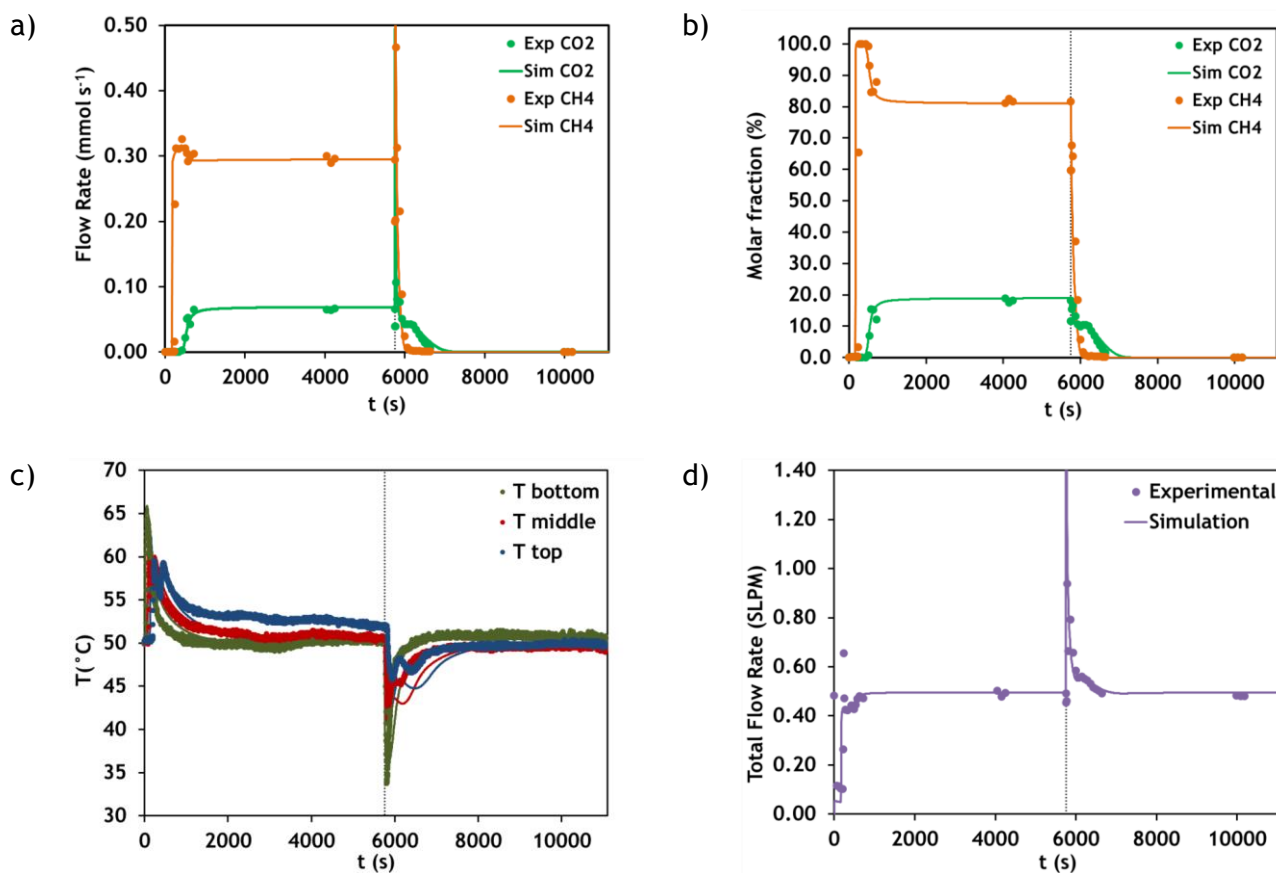 a)
0.50
0.40
0.30
0.20
0.10
0.00
Flow Rate (mmol s⁻¹)
0
2000
4000
6000
8000
10000
t (s)
Exp CO2
Sim CO2
Exp CH4
Sim CH4
b)
100.0
90.0
80.0
70.0
60.0
50.0
40.0
30.0
20.0
10.0
0.0
Molar fraction (%)
0
2000
4000
6000
8000
10000
t (s)
Exp CO2
Sim CO2
Exp CH4
Sim CH4
c)
70
65
60
55
50
45
40
35
30
T(°C)
0
2000
4000
6000
8000
10000
t (s)
T bottom
T middle
T top
d)
1.40
1.20
1.00
0.80
0.60
0.40
0.20
0.00
Total Flow Rate (SLPM)
0
2000
4000
6000
8000
10000
t (s)
Experimental
Simulation